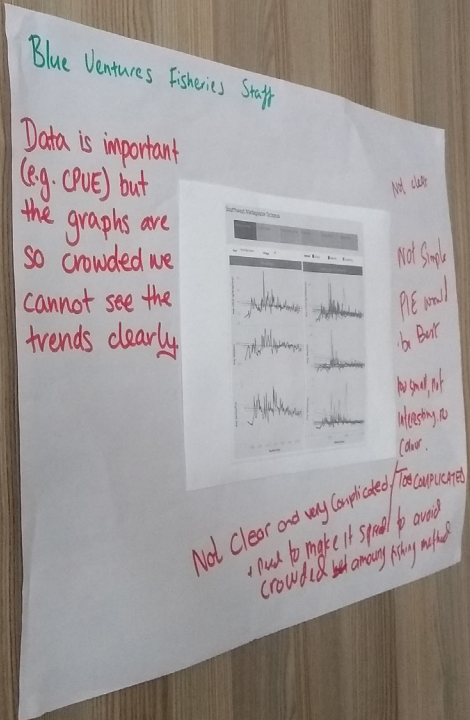 Blue Ventures Fisheries Staff
Data is important
(e.g. CPUE) but
the graphs are
so crowded we
cannot see the
trends clearly
Not clear
Not Simple
PIE would
be Best
too small, not
interesting, no
Colour.
Not Clear and very Complicated / Too COMPLICATED
need to make it spread to avoid
crowded among fishing method